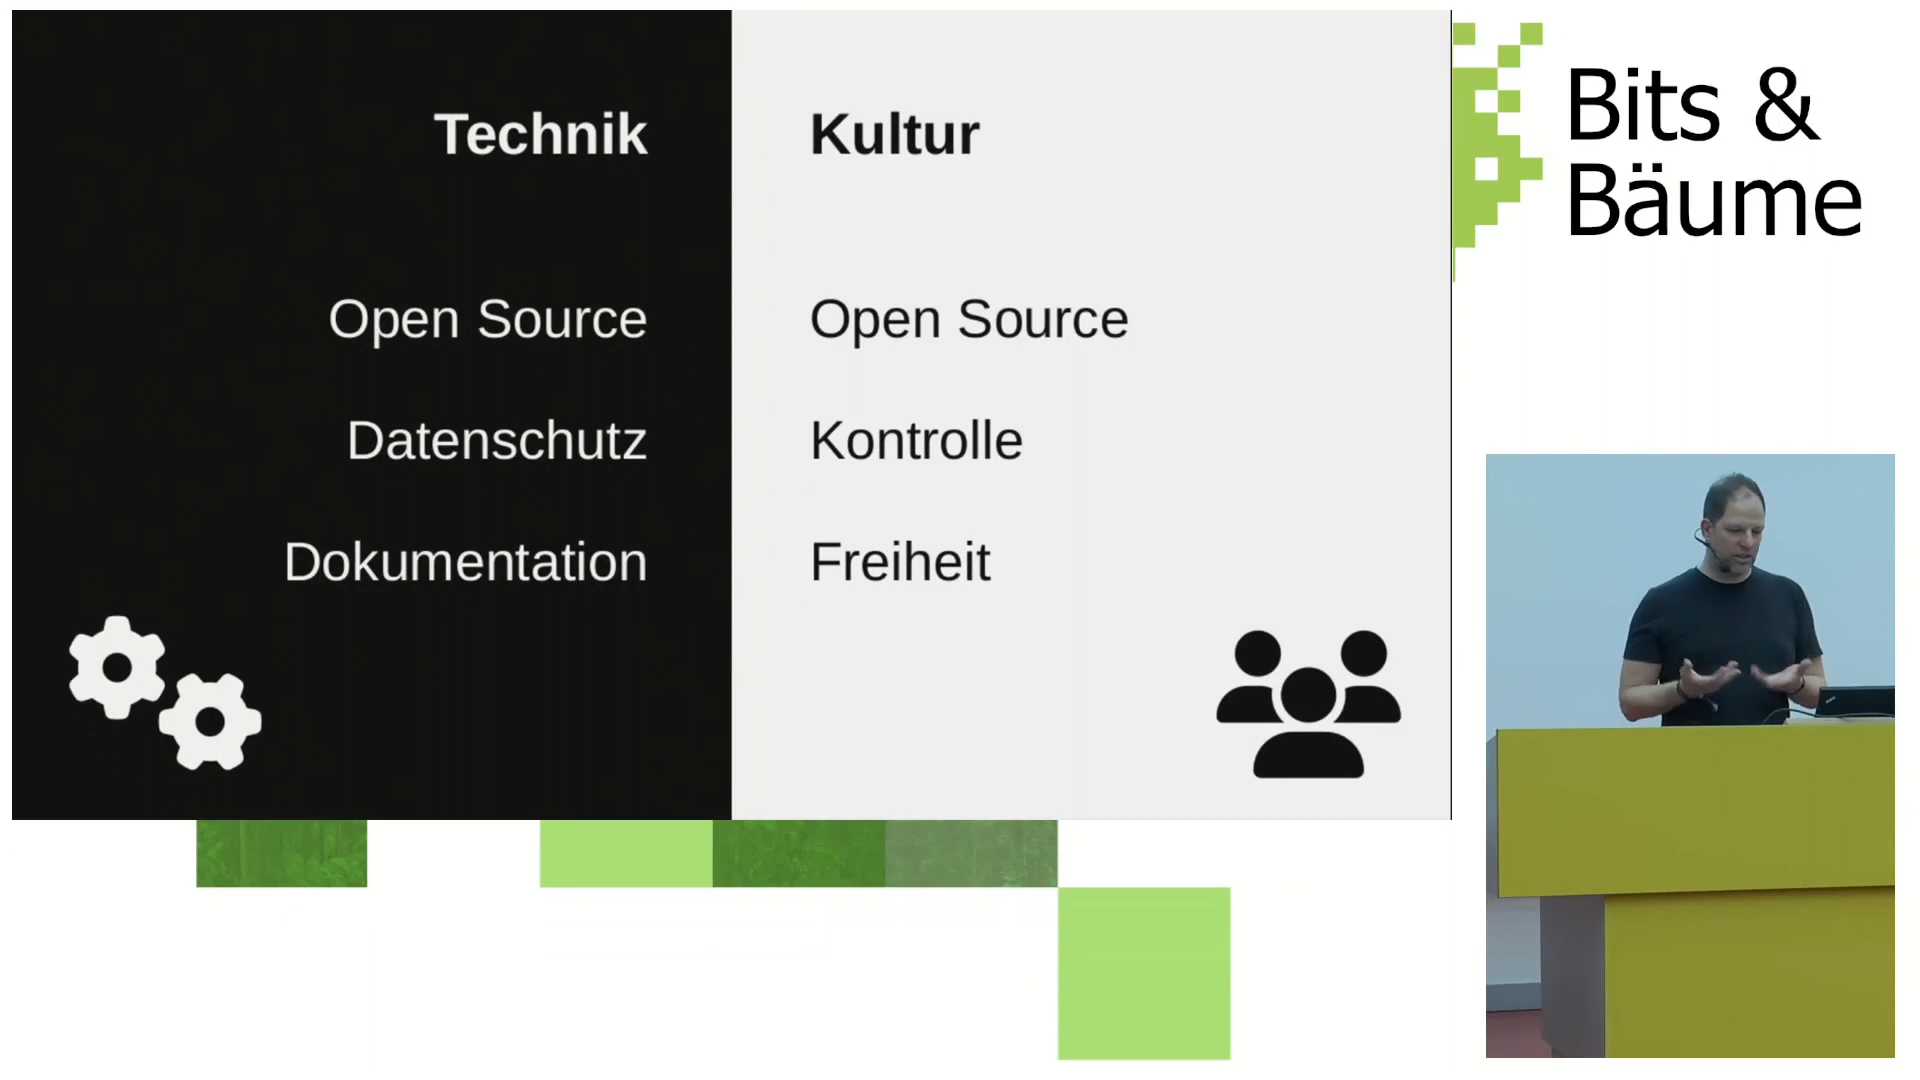 Technik
Kultur
Open Source
Open Source
Datenschutz
Kontrolle
Dokumentation
Freiheit
Bits &
Bäume